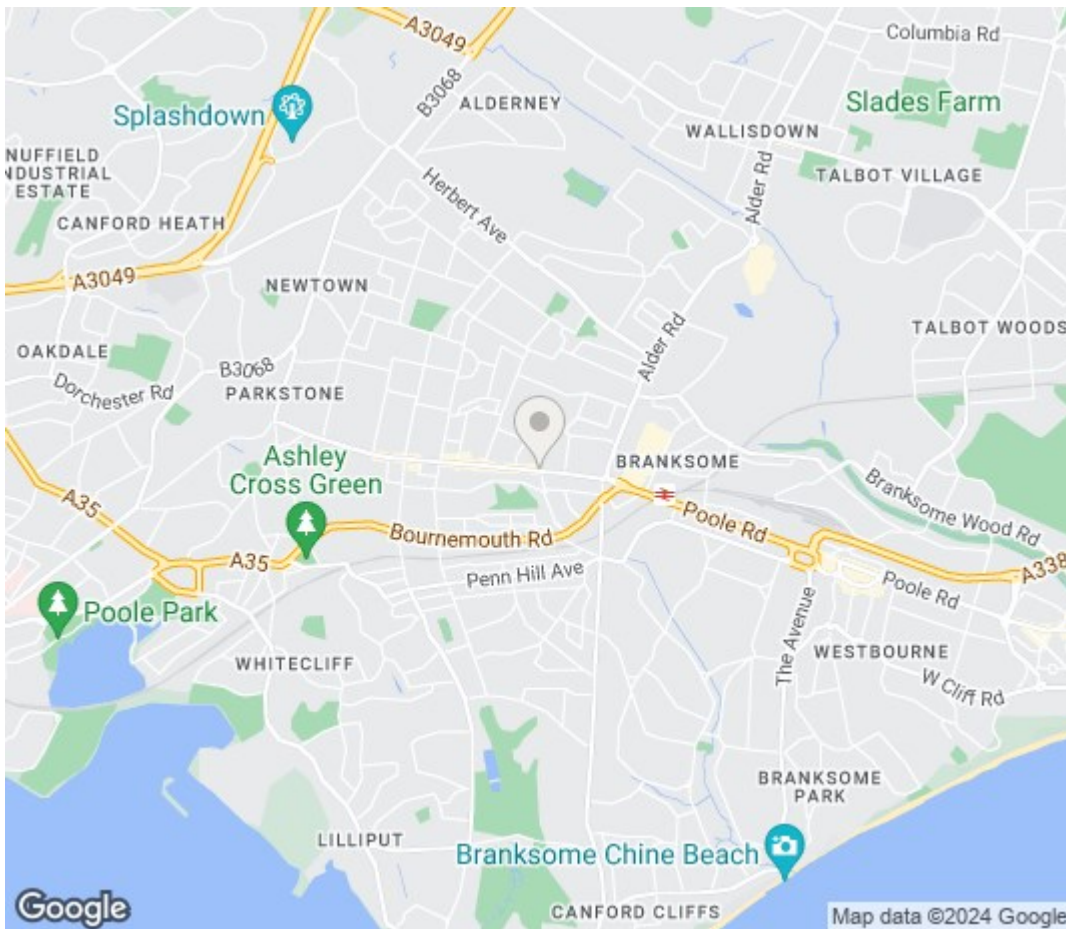 A3049
Columbia Rd
B3068
ALDERNEY
Slades Farm
Splashdown
WALLISDOWN
NUFFIELD
INDUSTRIAL
ESTATE
Alder Rd
TALBOT VILLAGE
Herbert Ave
CANFORD HEATH
A3049
NEWTOWN
TALBOT WOODS
OAKDALE
Alder Rd
B3068
Dorchester Rd
PARKSTONE
Ashley
Cross Green
BRANKSOME
Branksome Wood Rd
A35
Poole Rd
Bournemouth Rd
A35
A338
Penn Hill Ave
Poole Rd
Poole Park
The Avenue
WHITECLIFF
WESTBOURNE
W Cliff Rd
BRANKSOME
PARK
LILLIPUT
Branksome Chine Beach
Google
CANFORD CLIFFS
Map data ©2024 Google